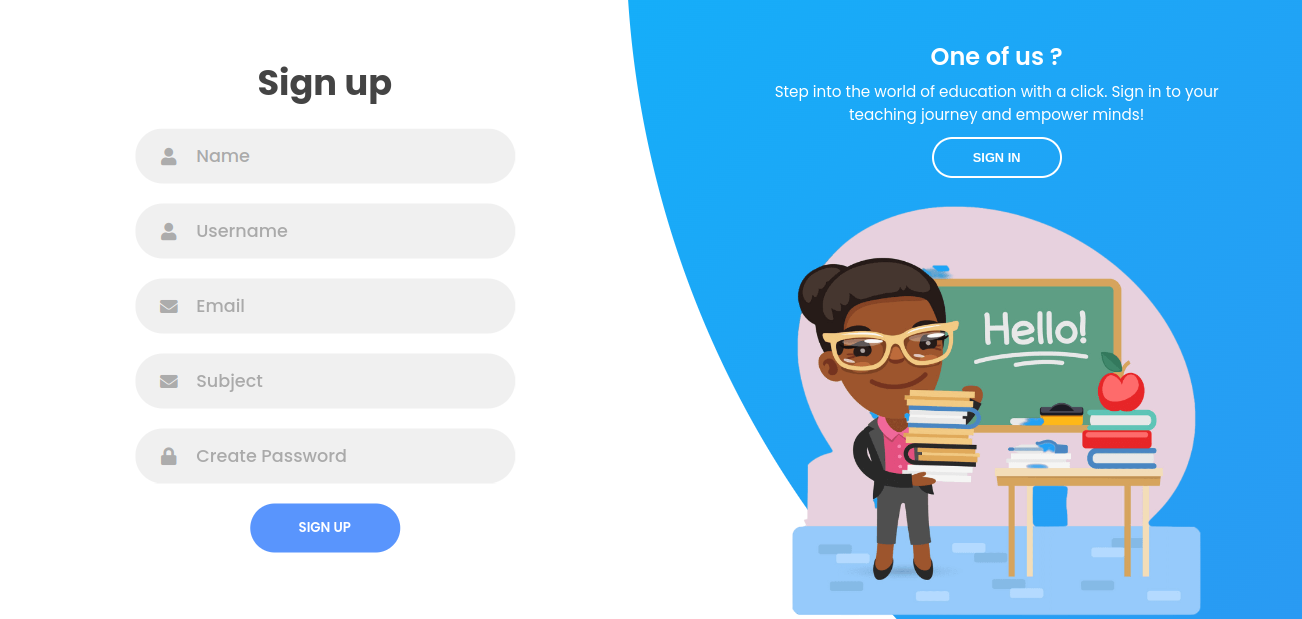 Sign up
Name
Username
Email
Subject
Create Password
SIGN UP
One of us ?
Step into the world of education with a click. Sign in to your
teaching journey and empower minds!
SIGN IN
Hello!